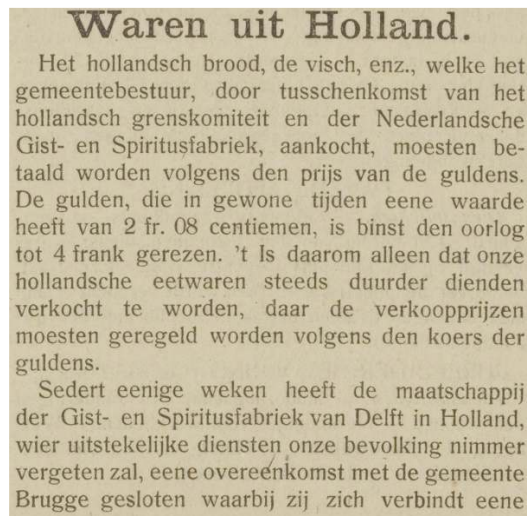 Waren uit Holland.
Het hollandsch brood, de visch, enz., welke het
gemeentebestuur, door tusschenkomst van het
hollandsch grenskomiteit en der Nederlandsche
Gist- en Spiritusfabriek, aankocht, moesten be-
taald worden volgens den prijs van de guldens.
De gulden, die in gewone tijden eene waarde
heeft van 2 fr. 08 centiemen, is binst den oorlog
tot 4 frank gerezen. 't Is daarom alleen dat onze
hollandsche eetwaren steeds duurder dienden
verkocht te worden, daar de verkoopprijzen
moesten geregeld worden volgens den koers der
guldens.
Sedert eenige weken heeft de maatschappij
der Gist- en Spiritusfabriek van Delft in Holland,
wier uitstekelijke diensten onze bevolking nimmer
vergeten zal, eene overeenkomst met de gemeente
Brugge gesloten waarbij zij zich verbindt eene